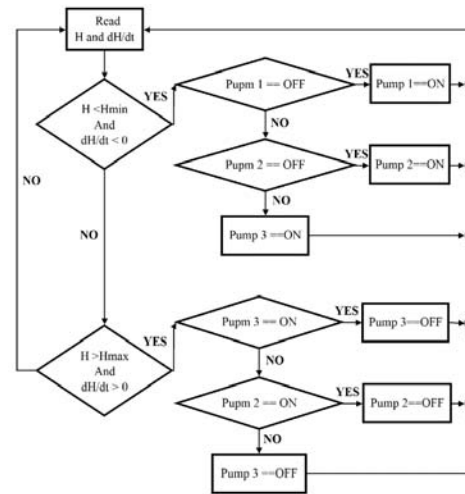 Read
H and dH/dt
H <Hmin
And
dH/dt < 0
YES
Pupm 1 == OFF
YES
Pump 1==ON
NO
Pupm 2 == OFF
YES
Pump 2==ON
NO
NO
Pump 3 ==ON
NO
H >Hmax
And
dH/dt > 0
YES
Pupm 3 == ON
YES
Pump 3==OFF
NO
Pupm 2 == ON
YES
Pump 2==OFF
NO
Pump 3 ==OFF